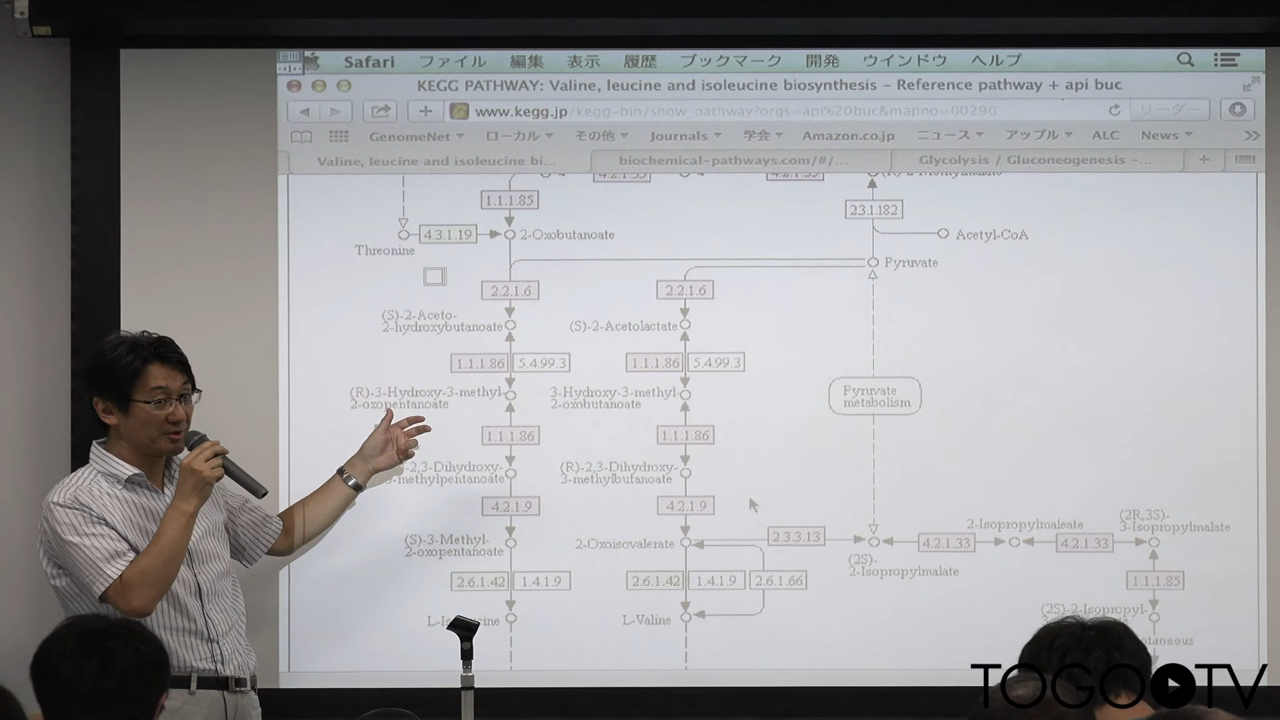 Safari ファイル 編集 表示 履歴 ブックマーク 開発 ウインドウ ヘルプ
KEGG PATHWAY: Valine, leucine and isoleucine biosynthesis – Reference pathway + api buc
www.kegg.jp/kegg-bin/show_pathway?orgs=api%20buc&mapno=00290
リーダー
GenomeNet ローカル その他 Journals 学会 Amazon.co.jp ニュース アップル ALC News
Valine, leucine and isoleucine bi...
biochemical-pathways.com/#/...
Glycolysis / Gluconeogenesis –...
1.1.1.85
2.3.1.182
4.3.1.19
2-Oxobutanoate
Acetyl-CoA
Threonine
Pyruvate
2.2.1.6
2.2.1.6
(S)-2-Aceto-
2-hydroxybutanoate
(S)-2-Acetolactate
1.1.1.86
5.4.99.3
1.1.1.86
5.4.99.3
(R)-3-Hydroxy-3-methyl-
2-oxopentanoate
3-Hydroxy-3-methyl-
2-oxobutanoate
Pyruvate
metabolism
1.1.1.86
1.1.1.86
-2,3-Dihydroxy-
-methylpentanoate
(R)-2,3-Dihydroxy-
3-methylbutanoate
4.2.1.9
4.2.1.9
(S)-3-Methyl-
2-oxopentanoate
2-Oxoisovalerate
2.3.3.13
(2S)-
2-Isopropylmalate
4.2.1.33
2-Isopropylmaleate
4.2.1.33
(2R,3S)-
3-Isopropylmalate
2.6.1.42
1.4.1.9
2.6.1.42
1.4.1.9
2.6.1.66
1.1.1.85
L-Valine
(2S)-2-Isopropyl-
TOGO TV